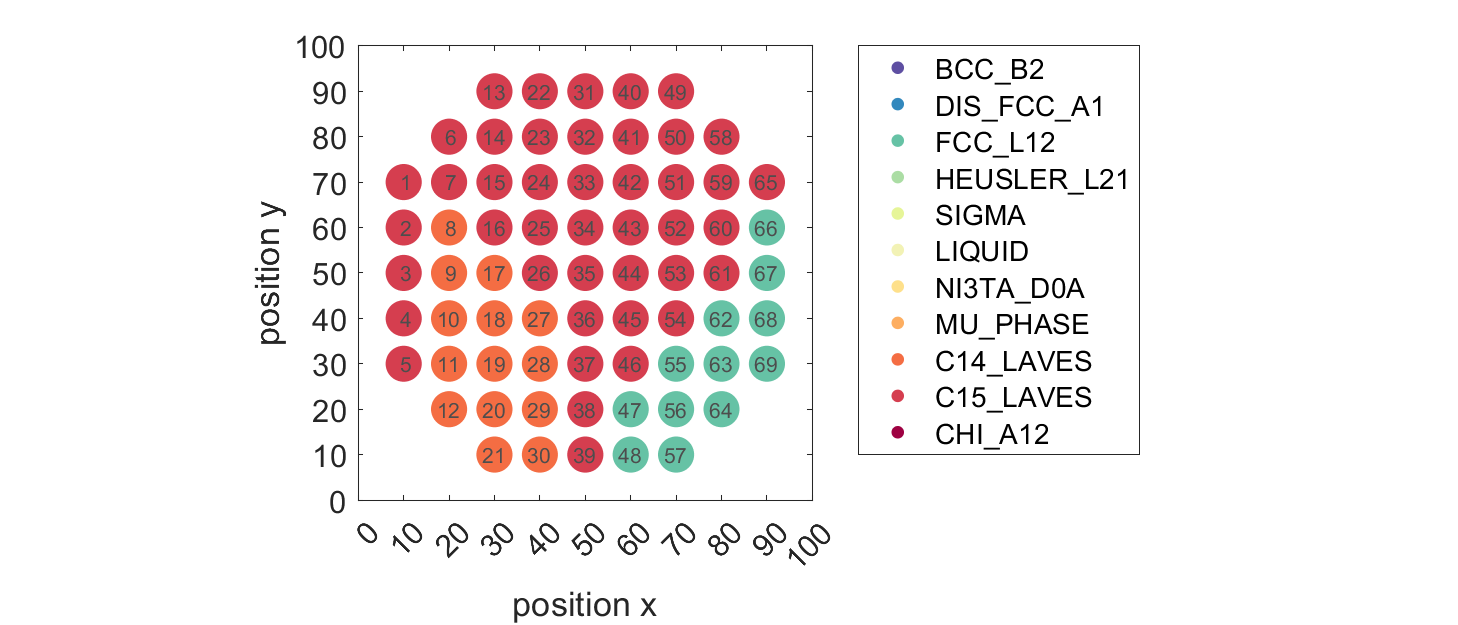 100
90 13 22 31 40 49
80 6 14 23 32 41 50 58
70 1 7 15 24 33 42 51 59 65
60 2 8 16 25 34 43 52 60 66
50 3 9 17 26 35 44 53 61 67
40 4 10 18 27 36 45 54 62 68
30 5 11 19 28 37 46 55 63 69
20 12 20 29 38 47 56 64
10 21 30 39 48 57
0
position y
0 10 20 30 40 50 60 70 80 90 100
position x
BCC_B2
DIS_FCC_A1
FCC_L12
HEUSLER_L21
SIGMA
LIQUID
NI3TA_D0A
MU_PHASE
C14_LAVES
C15_LAVES
CHI_A12